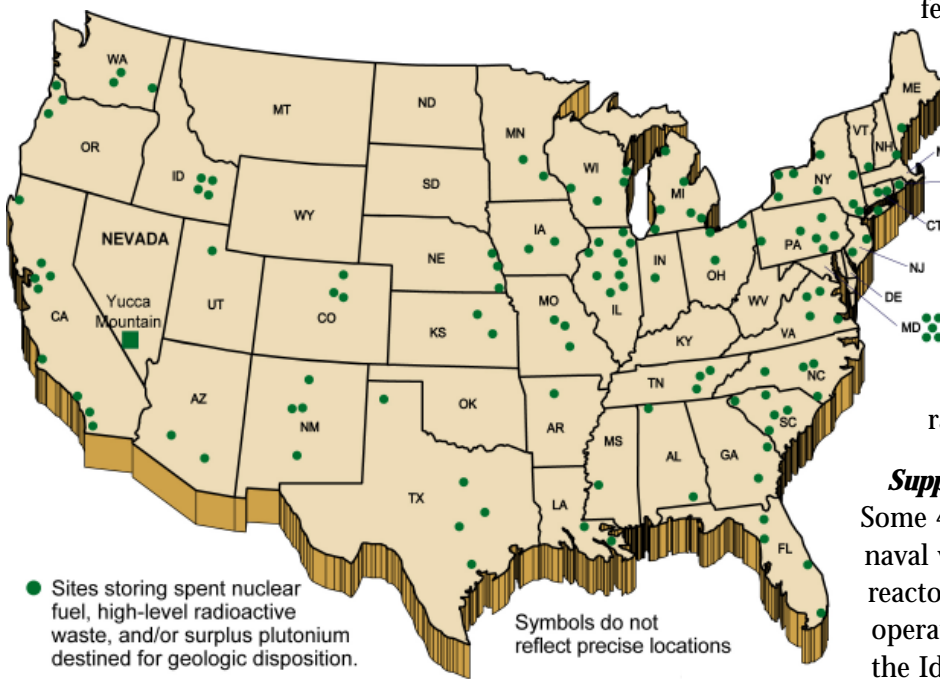 fe
WA
MT
ND
MN
ME
VT
NH
OR
ID
SD
WI
MI
NY
WY
NEVADA
IA
PA
CT
NE
IN
OH
NJ
Yucca
Mountain
UT
CO
IL
WV
DE
CA
KS
MO
VA
MD
KY
TN
NC
AZ
NM
OK
AR
SC
MS
AL
GA
TX
LA
FL
Sites storing spent nuclear
fuel, high-level radioactive
waste, and/or surplus plutonium
destined for geologic disposition.
Symbols do not
reflect precise locations
ra
Supp
Some 4
naval v
reacto
opera
the Id